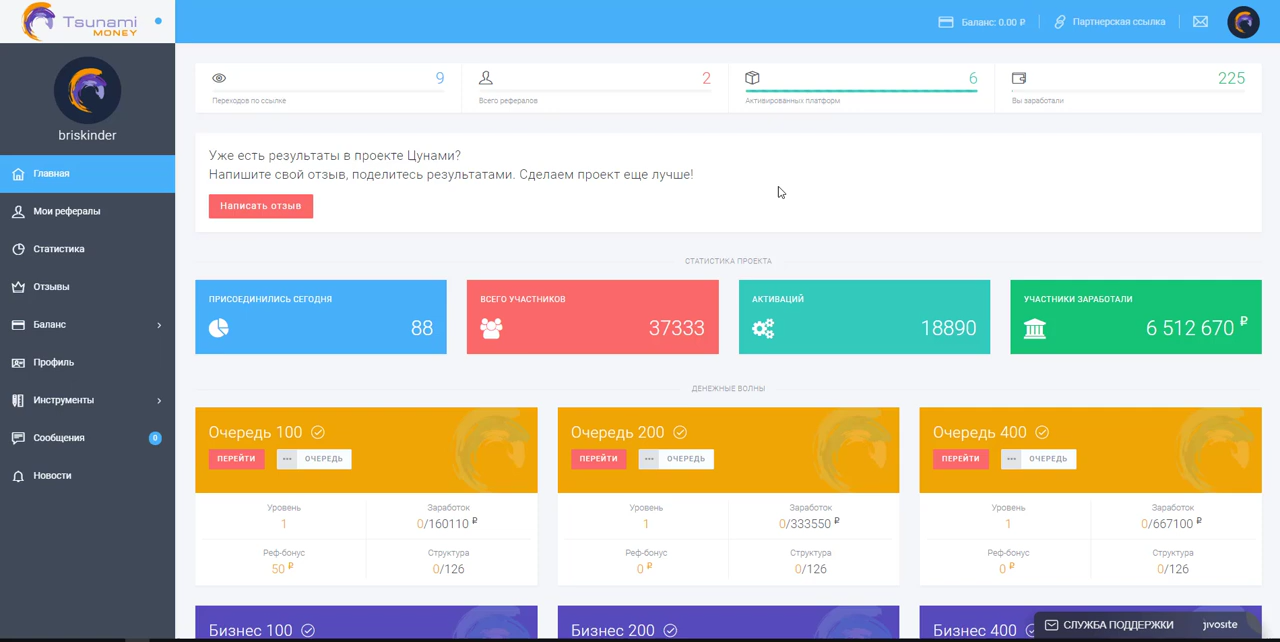 Tsunami
MONEY
Баланс: 0.00 ₽
Партнерская ссылка
briskinder
Главная
Мои рефералы
Статистика
Отзывы
Баланс
Профиль
Инструменты
Сообщения 0
Новости
9
Переходов по ссылке
2
Всего рефералов
6
Активированных платформ
225
Вы заработали
Уже есть результаты в проекте Цунами?
Напишите свой отзыв, поделитесь результатами. Сделаем проект еще лучше!
Написать отзыв
СТАТИСТИКА ПРОЕКТА
ПРИСОЕДИНИЛИСЬ СЕГОДНЯ
88
ВСЕГО УЧАСТНИКОВ
37333
АКТИВАЦИЙ
18890
УЧАСТНИКИ ЗАРАБОТАЛИ
6 512 670 ₽
ДЕНЕЖНЫЕ ВОЛНЫ
Очередь 100
ПЕРЕЙТИ ... ОЧЕРЕДЬ
Уровень Заработок
1 0/160110 ₽
Реф-бонус Структура
50 ₽ 0/126
Очередь 200
ПЕРЕЙТИ ... ОЧЕРЕДЬ
Уровень Заработок
1 0/333550 ₽
Реф-бонус Структура
0 ₽ 0/126
Очередь 400
ПЕРЕЙТИ ... ОЧЕРЕДЬ
Уровень Заработок
1 0/667100 ₽
Реф-бонус Структура
0 ₽ 0/126
Бизнес 100
Бизнес 200
Бизнес 400
СЛУЖБА ПОДДЕРЖКИ jivosite